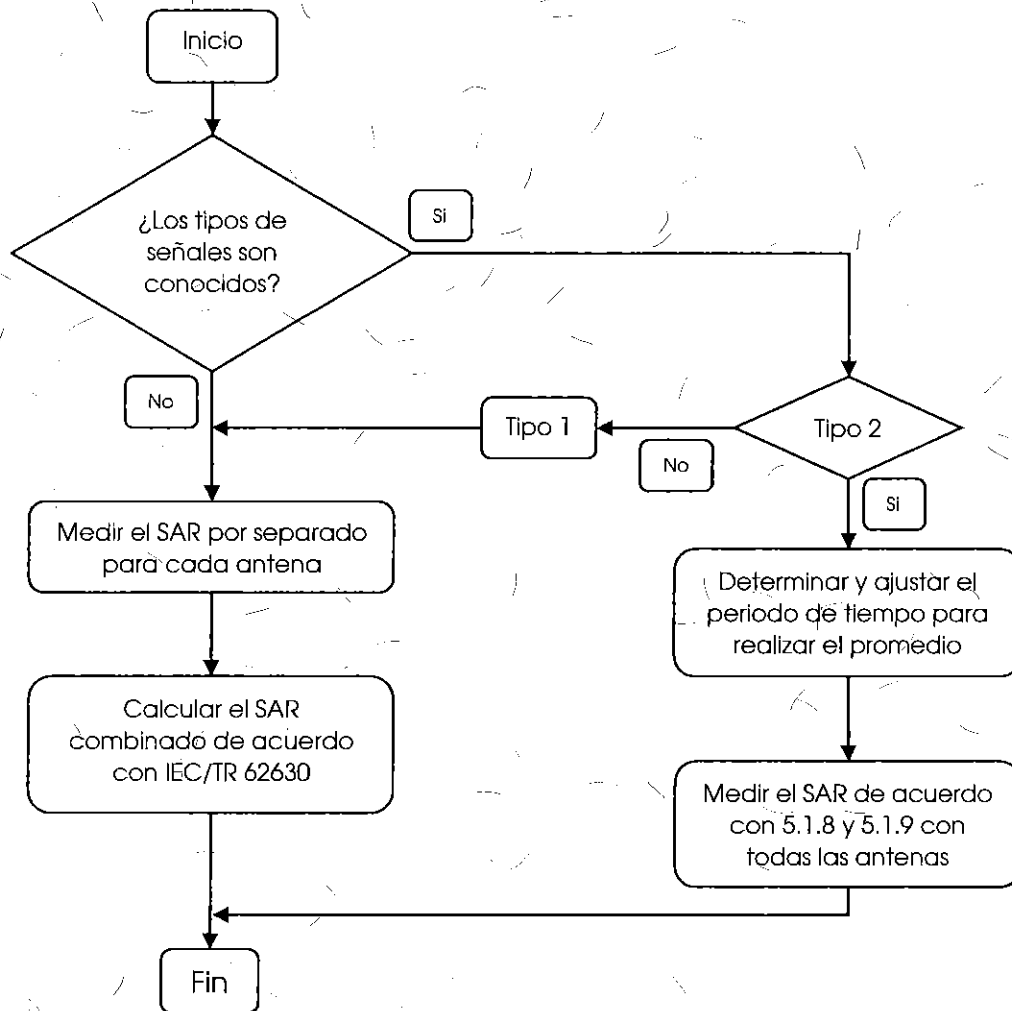 Inicio
¿Los tipos de
señales son
conocidos?
Si
No
Tipo 1
No
Tipo 2
Si
Medir el SAR por separado
para cada antena
Determinar y ajustar el
periodo de tiempo para
realizar el promedio
Calcular el SAR
combinado de acuerdo
con IEC/TR 62630
Medir el SAR de acuerdo
con 5.1.8 y 5.1.9 con
todas las antenas
Fin